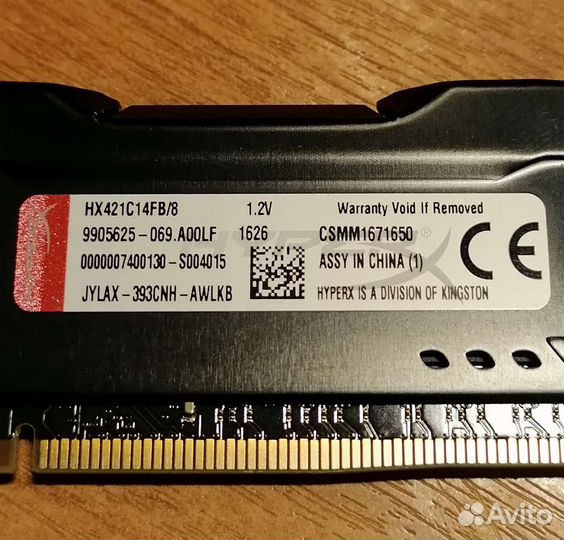 HX421C14FB/8 1.2V Warranty Void If Removed
9905625-069.A00LF 1626 CSMM1671650
0000007400130-S004015 ASSY IN CHINA (1)
JYLAX-393CNH-AWLKB HYPERX IS A DIVISION OF KINGSTON
HYPERX®
CE
Avito